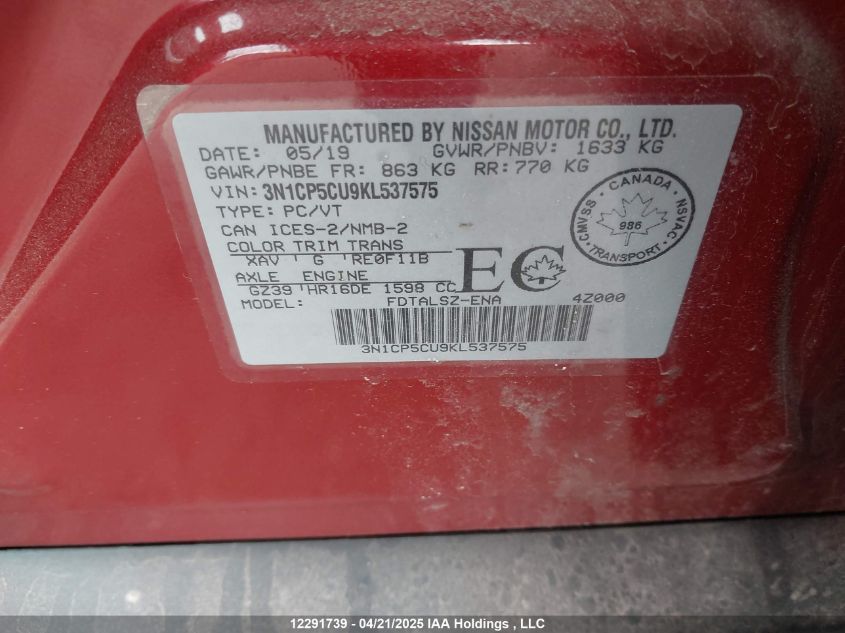 MANUFACTURED BY NISSAN MOTOR CO., LTD.
DATE: 05/19 GVWR/PNBV: 1633 KG
GAWR/PNBE FR: 863 KG RR: 770 KG
VIN: 3N1CP5CU9KL537575
TYPE: PC/VT
CAN ICES-2/NMB-2
COLOR TRIM TRANS
XAV ' G 'RE0F11B
AXLE ENGINE
GZ39 'HR16DE 1598 CC
MODEL: FDTALSZ-ENA 4Z000
EC
CANADA
CMVSS 986 NSVAC
TRANSPORT
3N1CP5CU9KL537575
12291739 - 04/21/2025 IAA Holdings , LLC